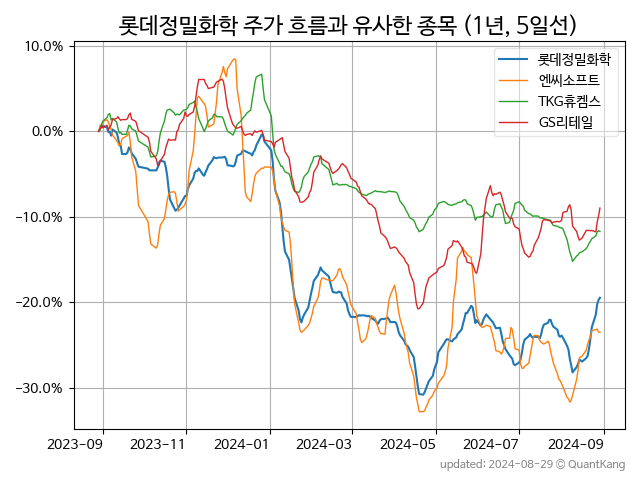 롯데정밀화학 주가 흐름과 유사한 종목 (1년, 5일선)
10.0%
0.0%
−10.0%
−20.0%
−30.0%
롯데정밀화학
엔씨소프트
TKG휴켐스
GS리테일
2023-09 2023-11 2024-01 2024-03 2024-05 2024-07 2024-09
updated: 2024-08-29 © QuantKang